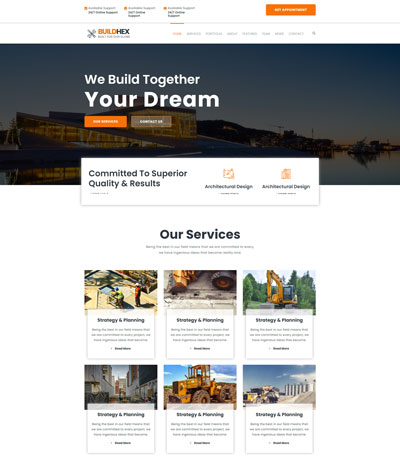 Available Support
24/7 Online Support
Available Support
24/7 Online Support
Available Support
24/7 Online Support
GET APPOINTMENT
BUILDHEX
HOME SERVICES PORTFOLIO ABOUT FEATURES TEAM NEWS CONTACT
We Build Together
Your Dream
OUR SERVICES
CONTACT US
Committed To Superior
Quality & Results
Architectural Design
Architectural Design
Our Services
Being the best in our field means that we are committed to every
we have ingenious ideas that become reality and.
Strategy & Planning
Being the best in our field means that
we are committed to every project.
we have ingenious ideas that become
Read More
Strategy & Planning
Being the best in our field means that
we are committed to every project.
we have ingenious ideas that become
Read More
Strategy & Planning
Being the best in our field means that
we are committed to every project.
we have ingenious ideas that become
Read More
Strategy & Planning
Being the best in our field means that
we are committed to every project.
we have ingenious ideas that become
Read More
Strategy & Planning
Being the best in our field means that
we are committed to every project.
we have ingenious ideas that become
Read More
Strategy & Planning
Being the best in our field means that
we are committed to every project.
we have ingenious ideas that become
Read More